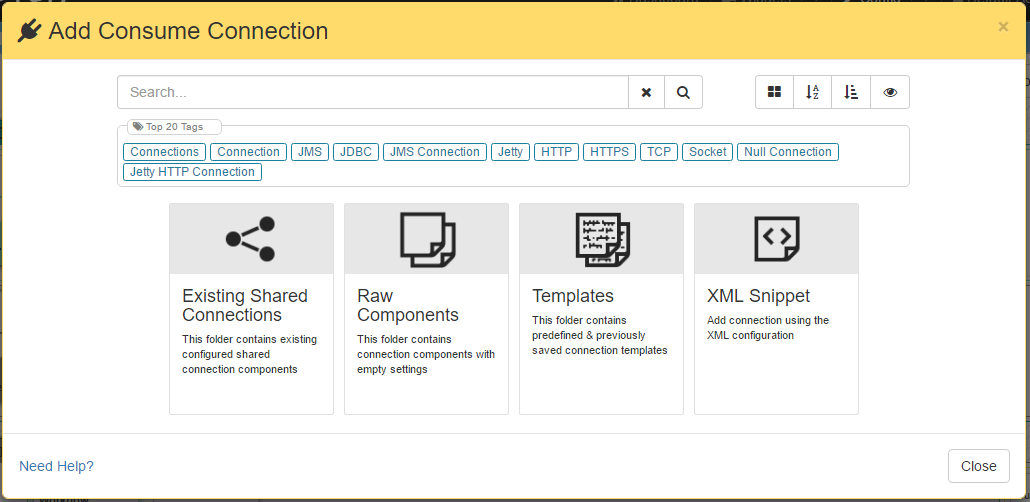 Add Consume Connection
×
Search...
A
Z
Top 20 Tags
Connections Connection JMS JDBC JMS Connection Jetty HTTP HTTPS TCP Socket Null Connection
Jetty HTTP Connection
Existing Shared
Connections
This folder contains existing
configured shared
connection components
Raw
Components
This folder contains
connection components with
empty settings
Templates
This folder contains
predefined & previously
saved connection templates
XML Snippet
Add connection using the
XML configuration
Need Help?
Close